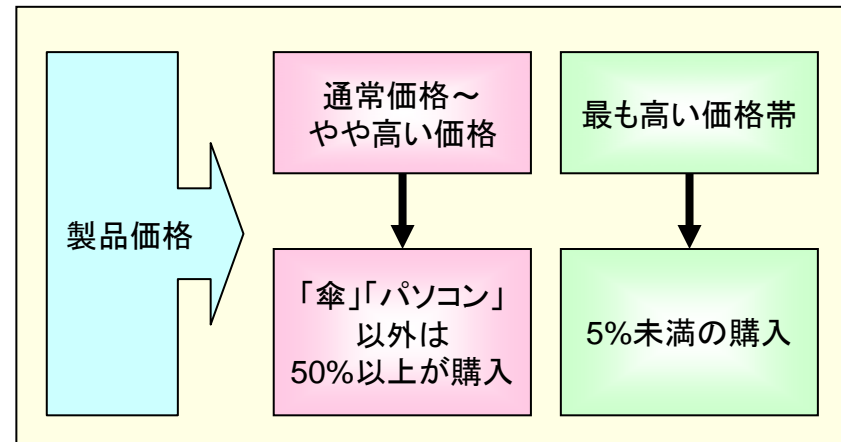 製品価格
通常価格～
やや高い価格
最も高い価格帯
「傘」「パソコン」
以外は
50%以上が購入
5%未満の購入